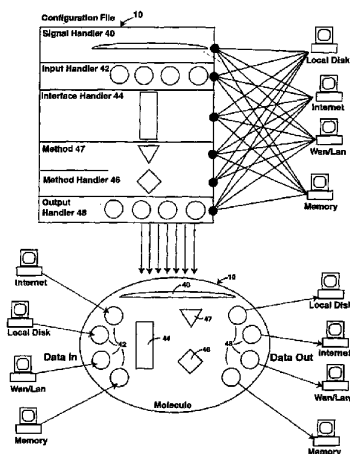 Configuration File 10
Signal Handler 40
Input Handler 42
Interface Handler 44
Method 47
Method Handler 46
Output
Handler 48
Local Disk
Internet
Wan/Lan
Memory
10
40
Internet
Local Disk
Data In
Wan/Lan
Memory
42
44
47
46
48
Data Out
Molecule
Local Disk
Internet
Wan/Lan
Memory